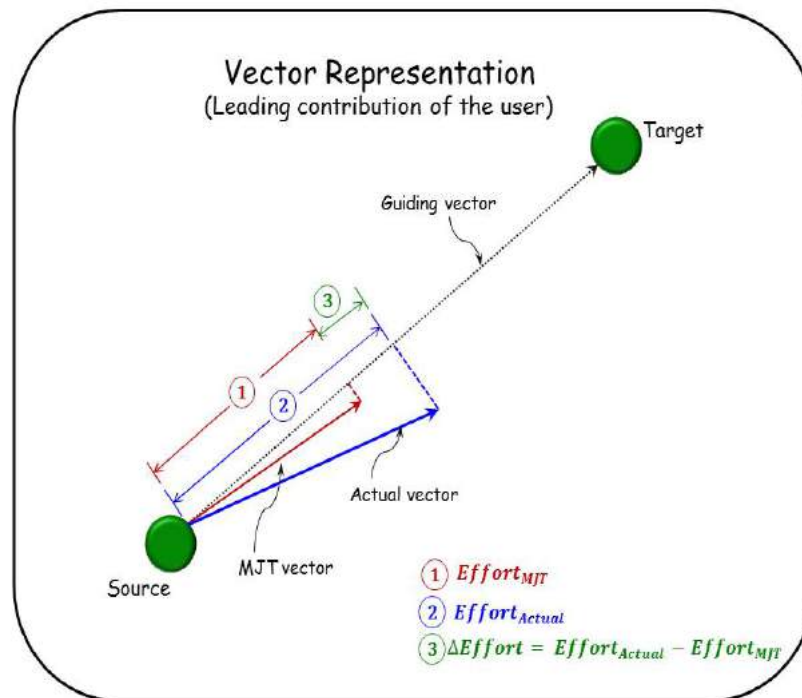 Vector Representation
(Leading contribution of the user)
Target
Guiding vector
3
1
2
Actual vector
MJT vector
Source
1 Effort_MJT
2 Effort_Actual
3 ΔEffort = Effort_Actual − Effort_MJT